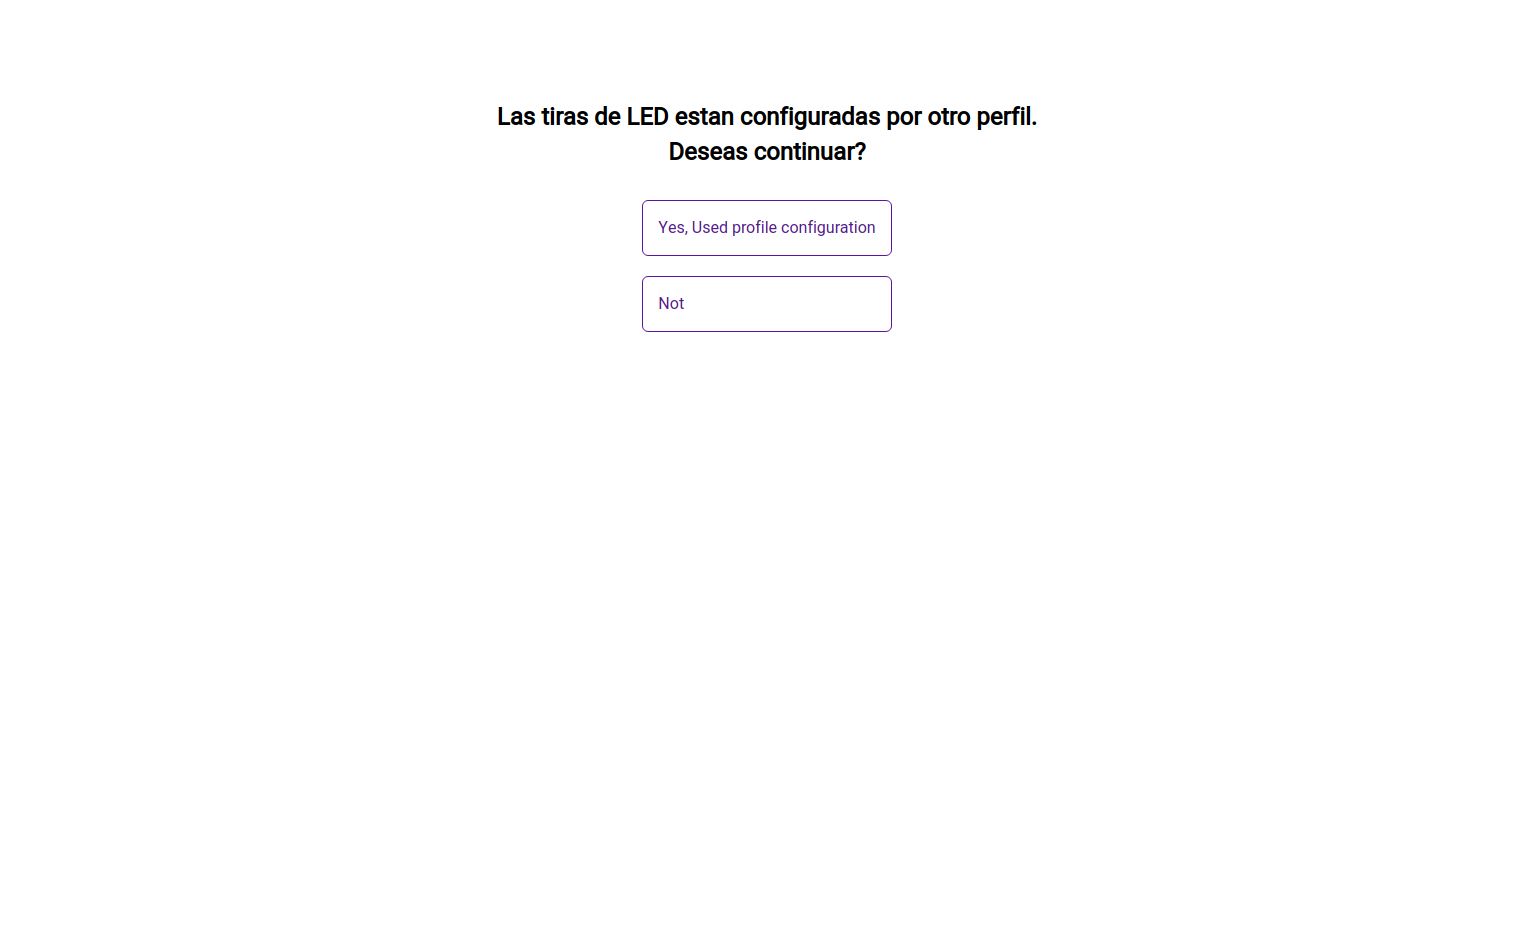 Las tiras de LED estan configuradas por otro perfil.
Deseas continuar?
Yes, Used profile configuration
Not